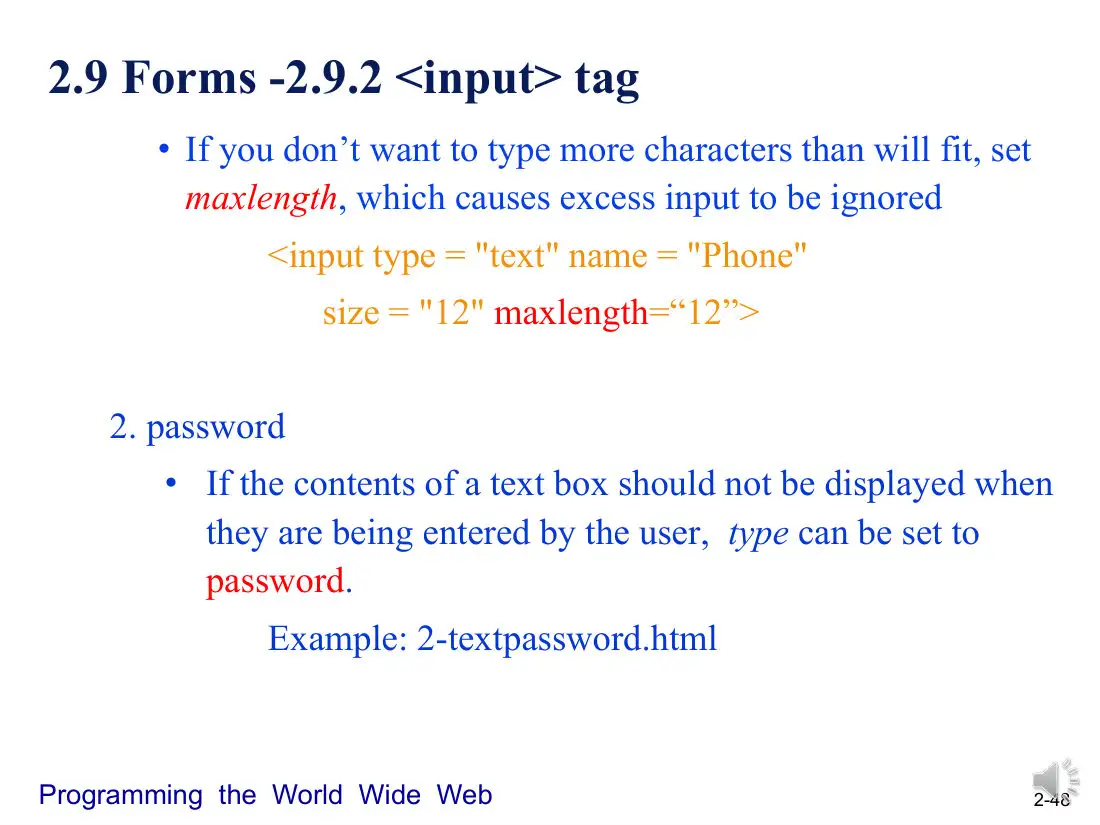 2.9 Forms -2.9.2 <input> tag
• If you don’t want to type more characters than will fit, set
maxlength, which causes excess input to be ignored
<input type = "text" name = "Phone"
size = "12" maxlength=“12”>
2. password
• If the contents of a text box should not be displayed when
they are being entered by the user, type can be set to
password.
Example: 2-textpassword.html
Programming the World Wide Web
2-48